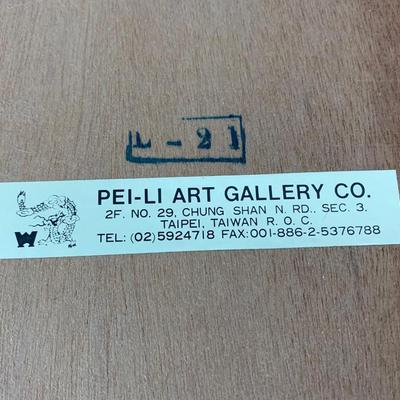 L-21
PEI-LI ART GALLERY CO.
2F. NO. 29, CHUNG SHAN N. RD., SEC. 3.
TAIPEI, TAIWAN R. O. C.
TEL: (02)5924718 FAX:001-886-2-5376788
W